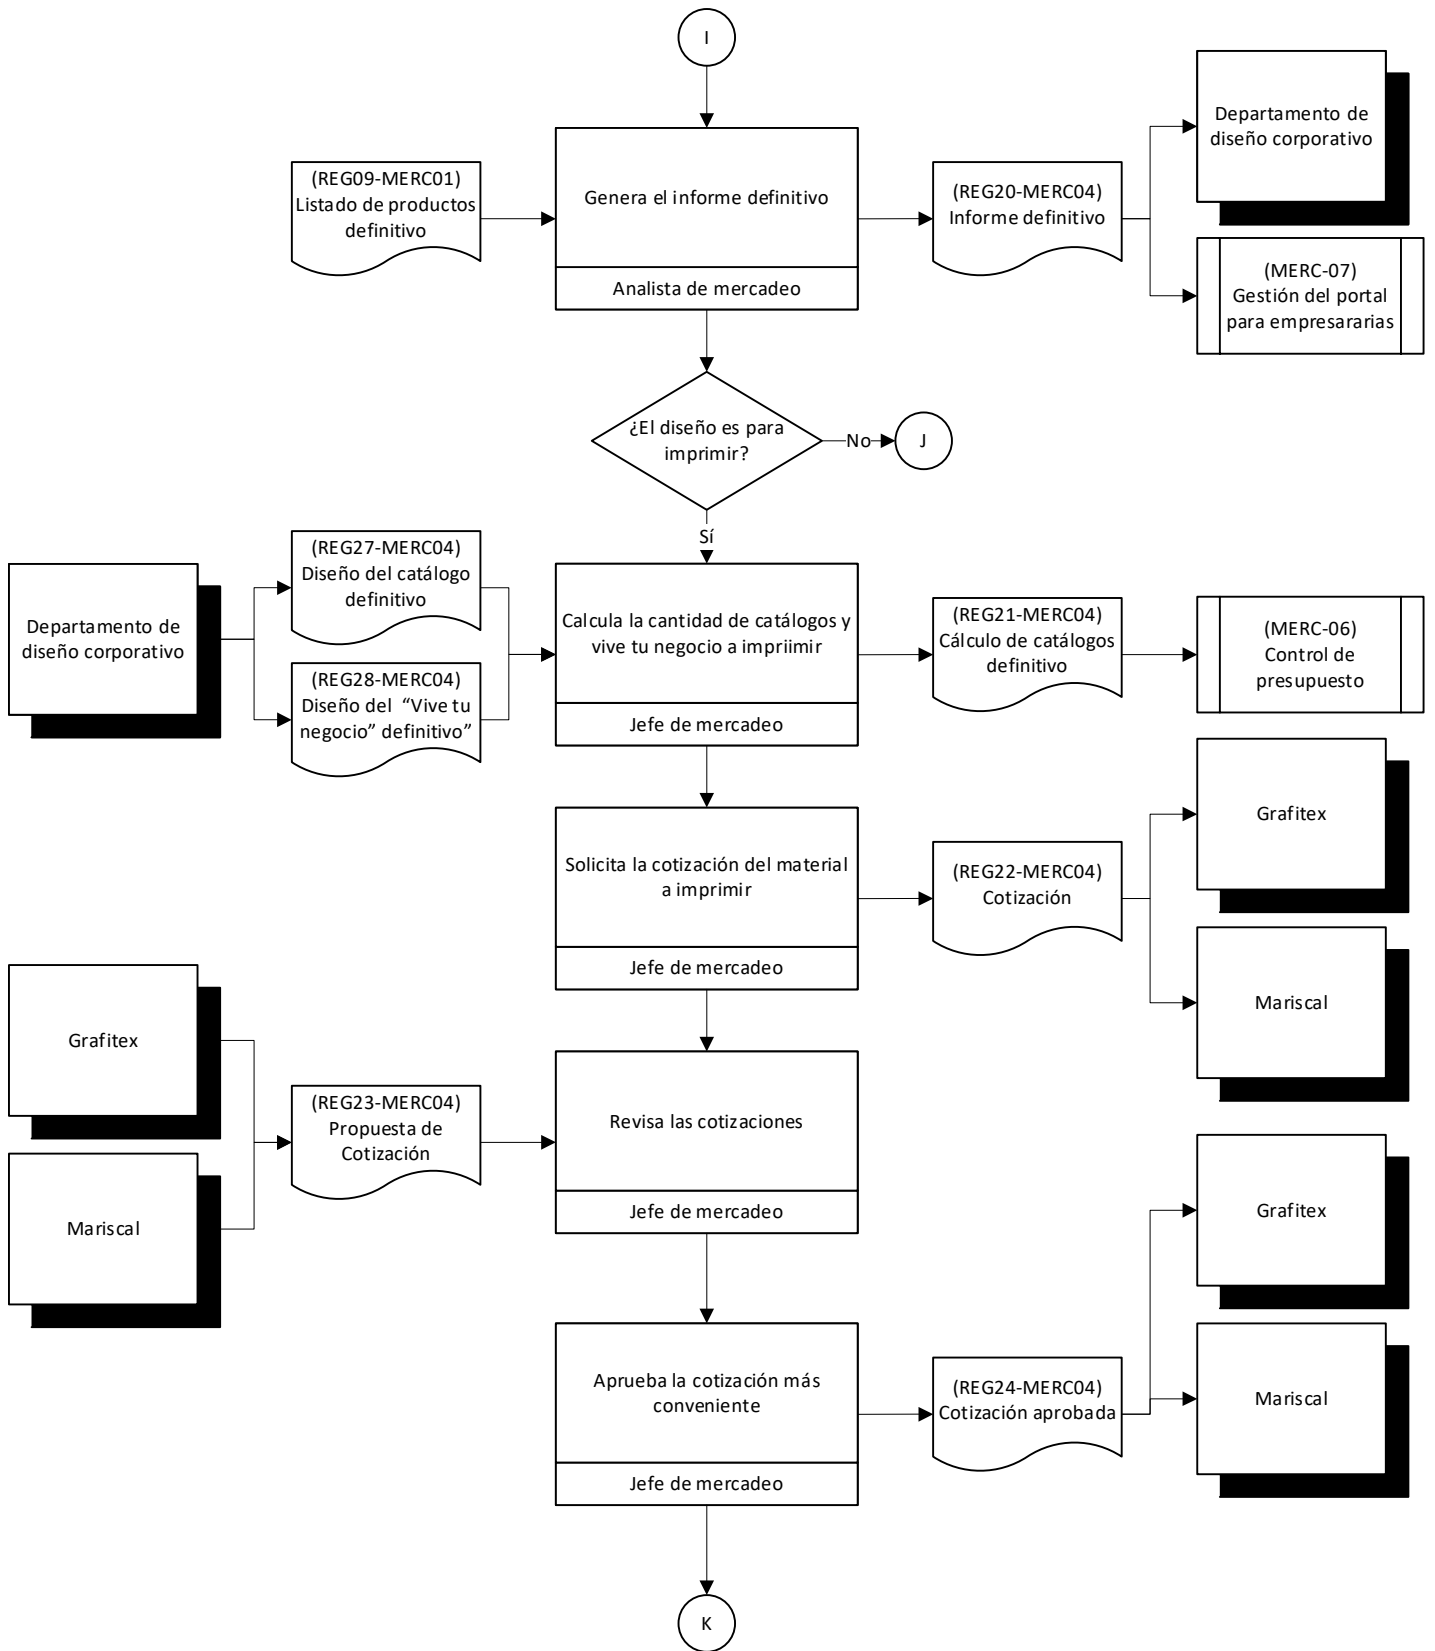 I
(REG09-MERC01)
Listado de productos
definitivo
Genera el informe definitivo
Analista de mercadeo
(REG20-MERC04)
Informe definitivo
Departamento de
diseño corporativo
(MERC-07)
Gestión del portal
para empresararias
¿El diseño es para
imprimir?
No
J
Sí
Departamento de
diseño corporativo
(REG27-MERC04)
Diseño del catálogo
definitivo
(REG28-MERC04)
Diseño del “Vive tu
negocio” definitivo”
Calcula la cantidad de catálogos y
vive tu negocio a impriimir
Jefe de mercadeo
(REG21-MERC04)
Cálculo de catálogos
definitivo
(MERC-06)
Control de
presupuesto
Solicita la cotización del material
a imprimir
Jefe de mercadeo
(REG22-MERC04)
Cotización
Grafitex
Mariscal
Grafitex
Mariscal
(REG23-MERC04)
Propuesta de
Cotización
Revisa las cotizaciones
Jefe de mercadeo
Aprueba la cotización más
conveniente
Jefe de mercadeo
(REG24-MERC04)
Cotización aprobada
Grafitex
Mariscal
K